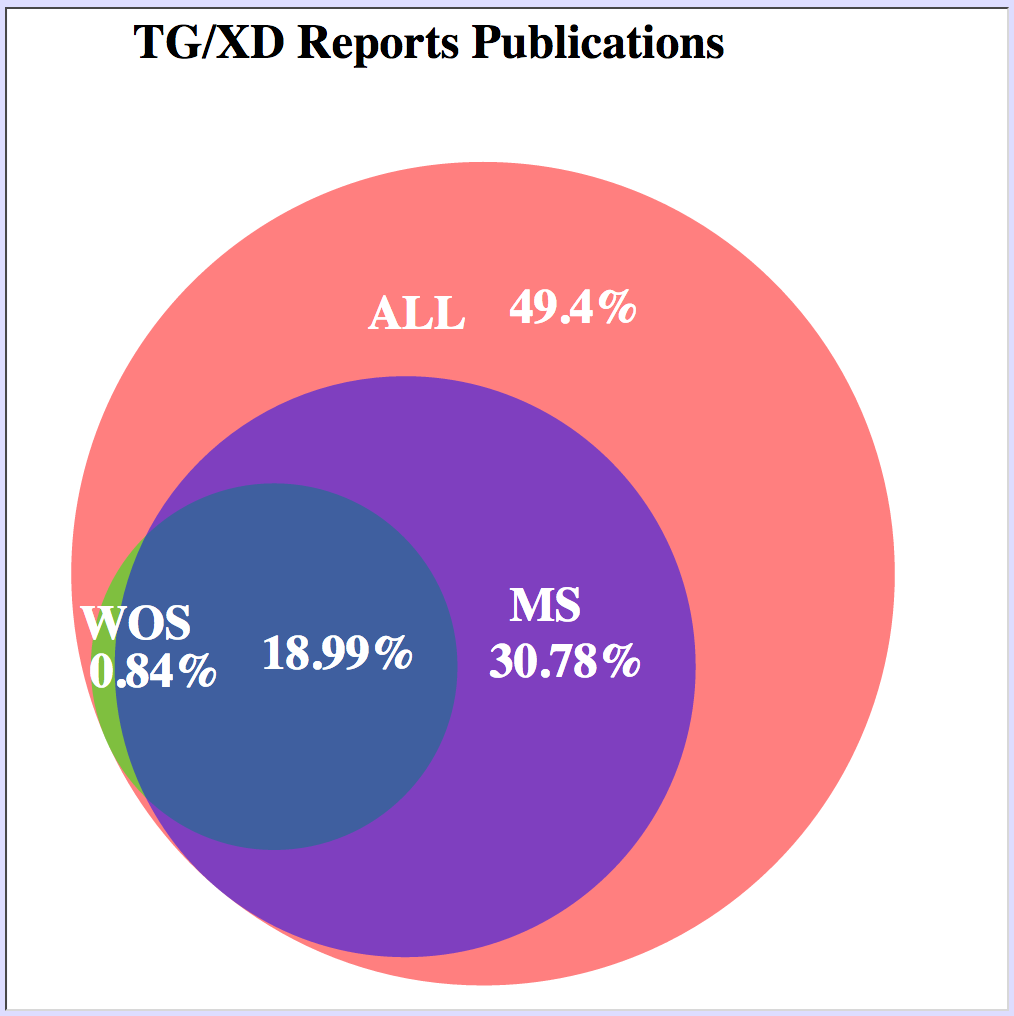 TG/XD Reports Publications
ALL 49.4%
MS
WOS
18.99%
30.78%
0.84%